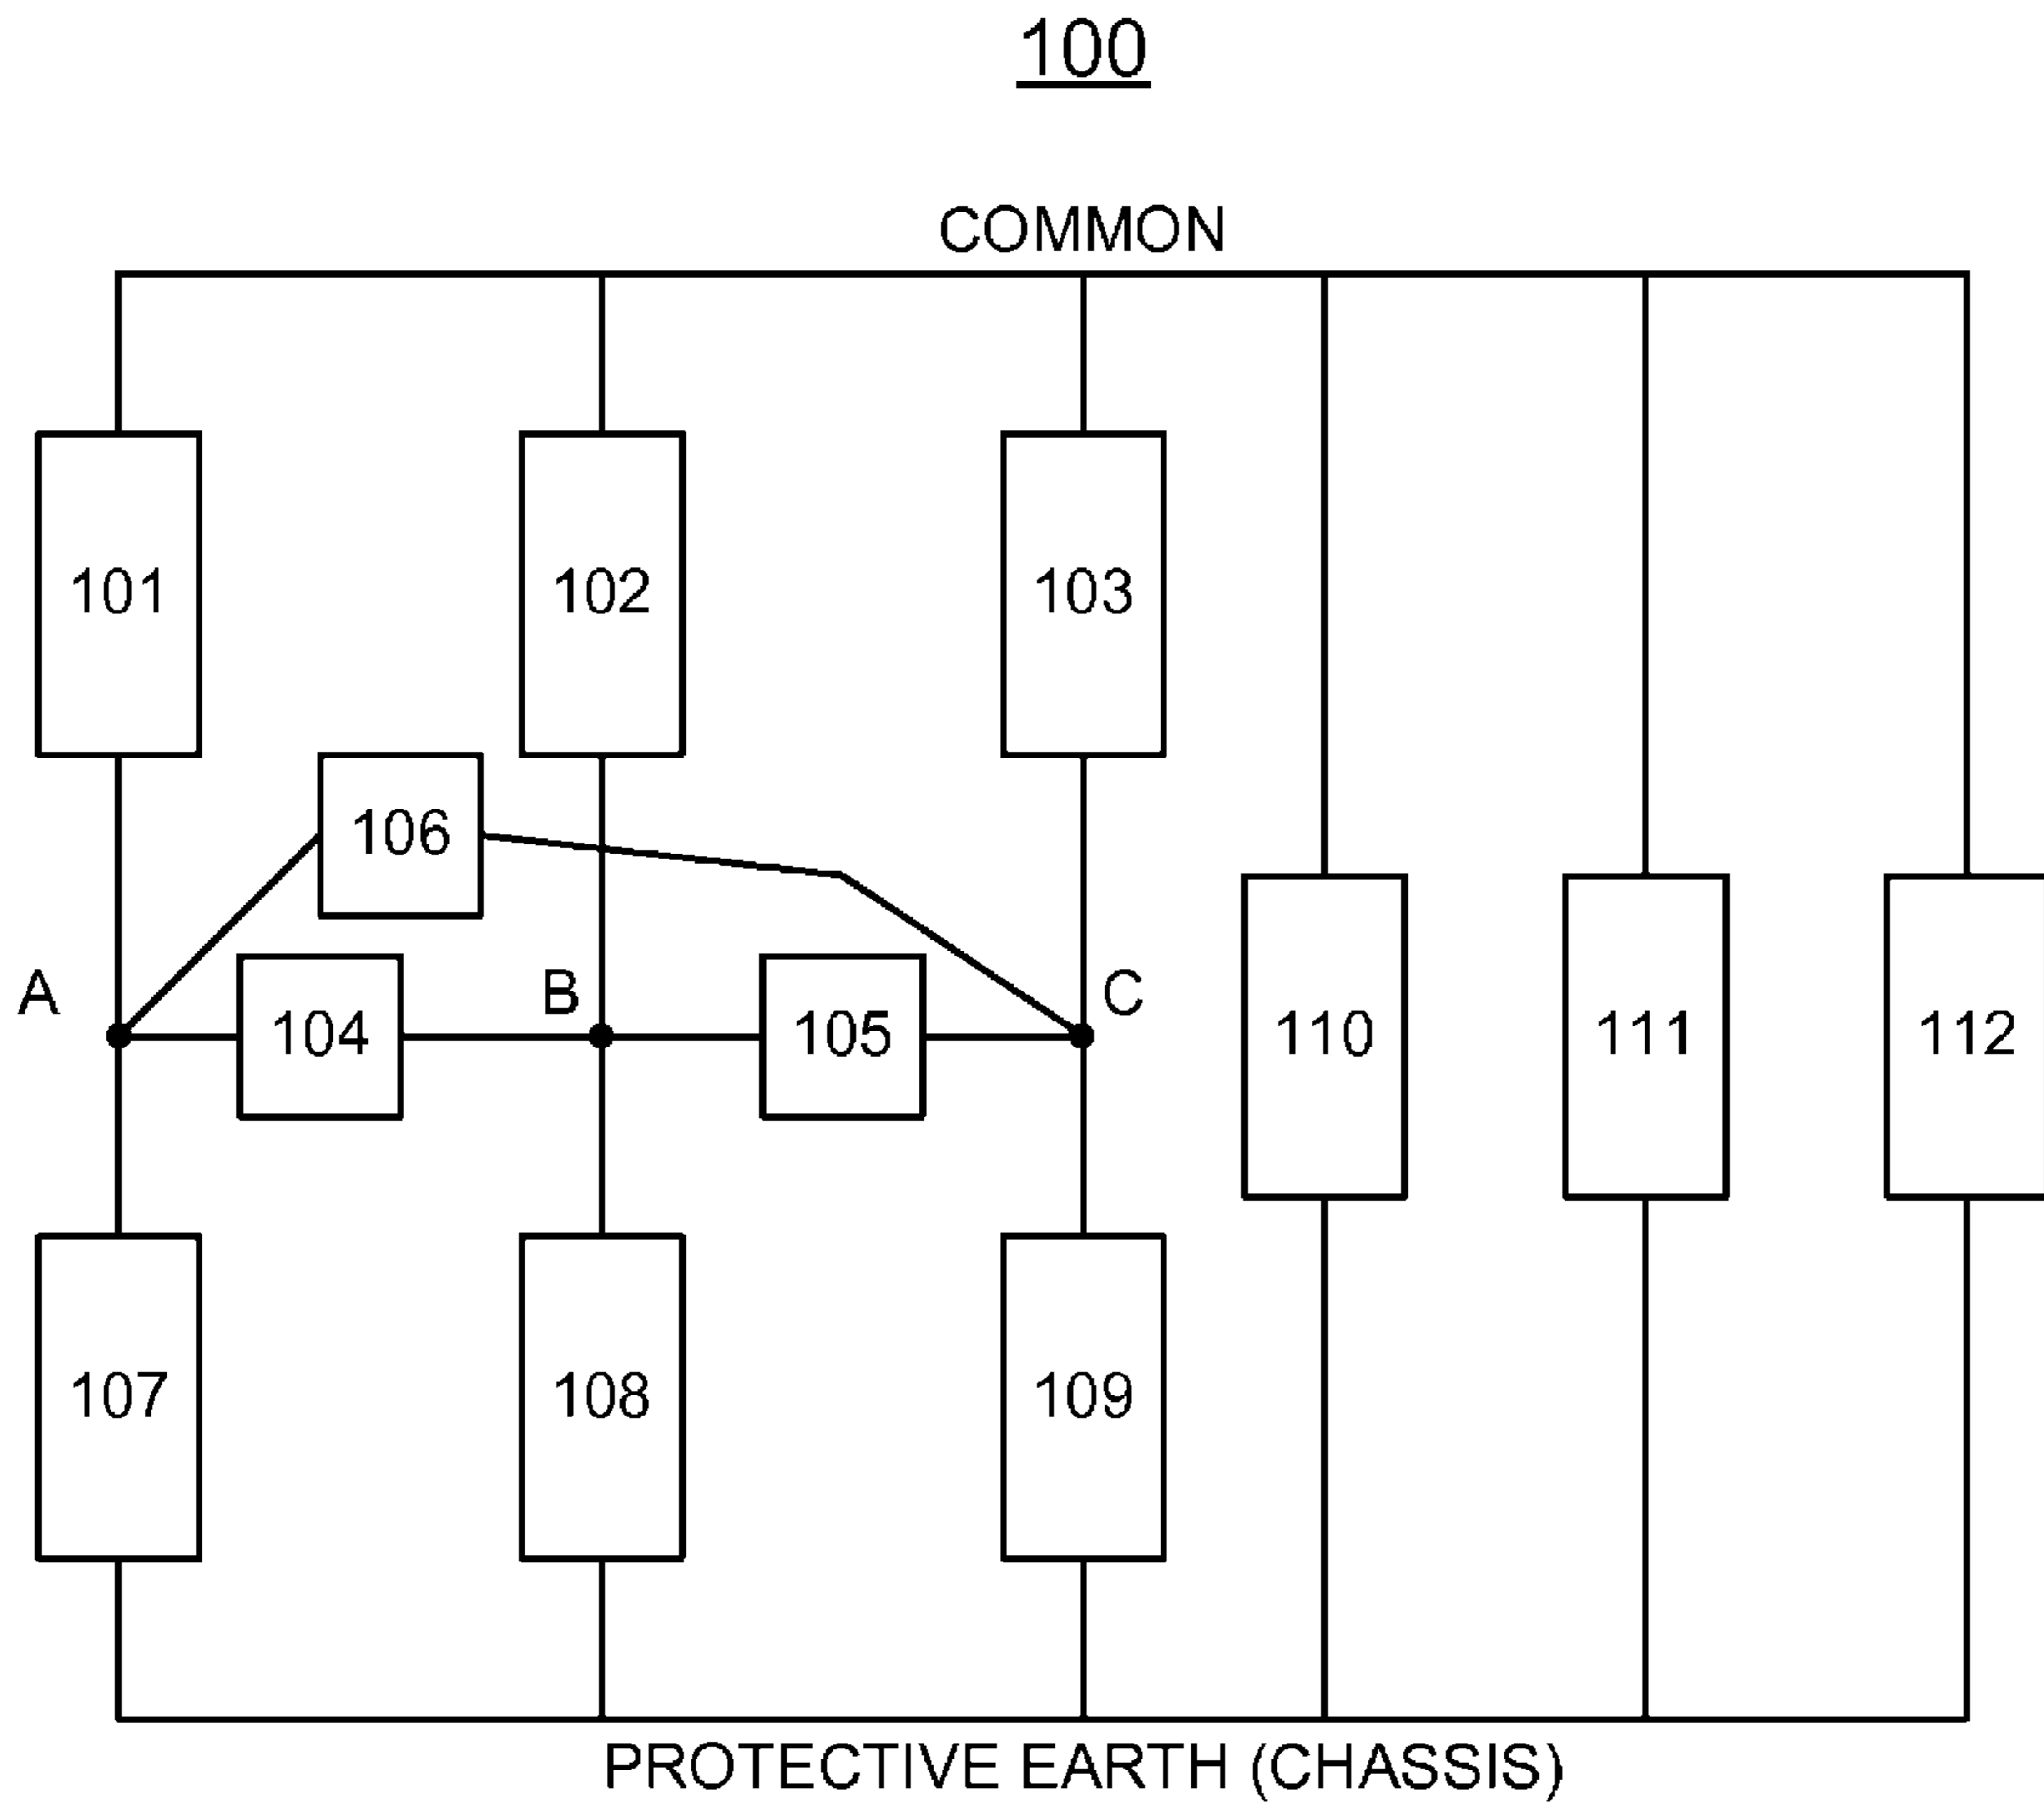 100
COMMON
101
102
103
106
A
104
B
105
C
110
111
112
107
108
109
PROTECTIVE EARTH (CHASSIS)